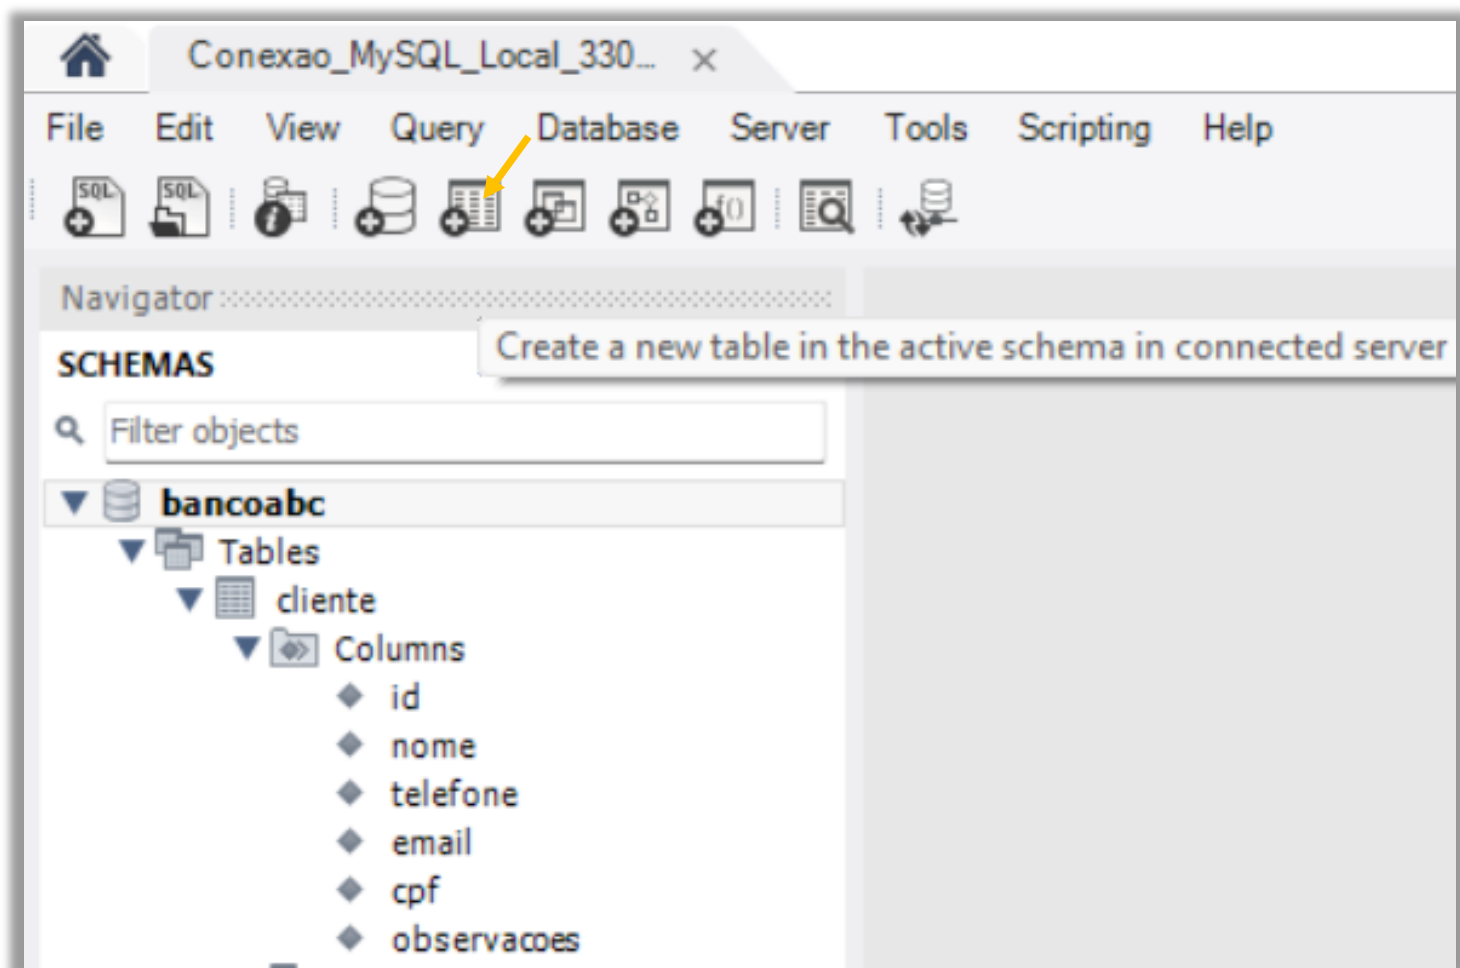 Conexao_MySQL_Local_330...
File Edit View Query Database Server Tools Scripting Help
SQL SQL f()
Navigator
Create a new table in the active schema in connected server
SCHEMAS
Filter objects
bancoabc
Tables
cliente
Columns
id
nome
telefone
email
cpf
observacoes